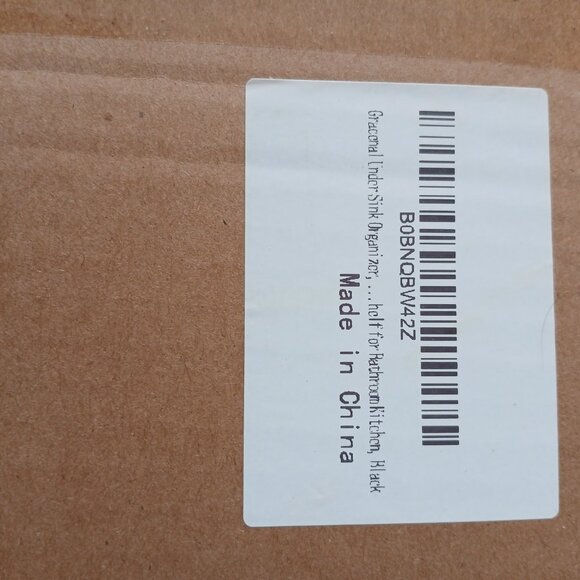 B0BNQBW42Z
Gracenal Under Sink Organizer, ...helf for Bathroom Kitchen, Black
Made in China